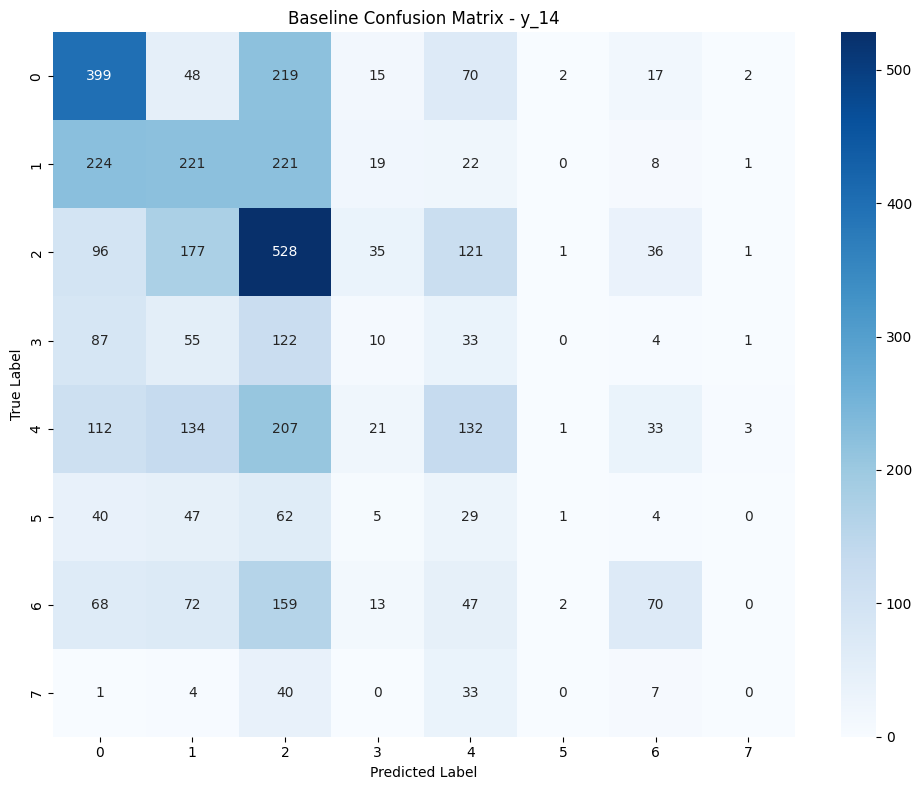 Baseline Confusion Matrix - y_14
0 399 48 219 15 70 2 17 2
1 224 221 221 19 22 0 8 1
2 96 177 528 35 121 1 36 1
3 87 55 122 10 33 0 4 1
4 112 134 207 21 132 1 33 3
5 40 47 62 5 29 1 4 0
6 68 72 159 13 47 2 70 0
7 1 4 40 0 33 0 7 0
0 1 2 3 4 5 6 7
Predicted Label
True Label
500
400
300
200
100
0